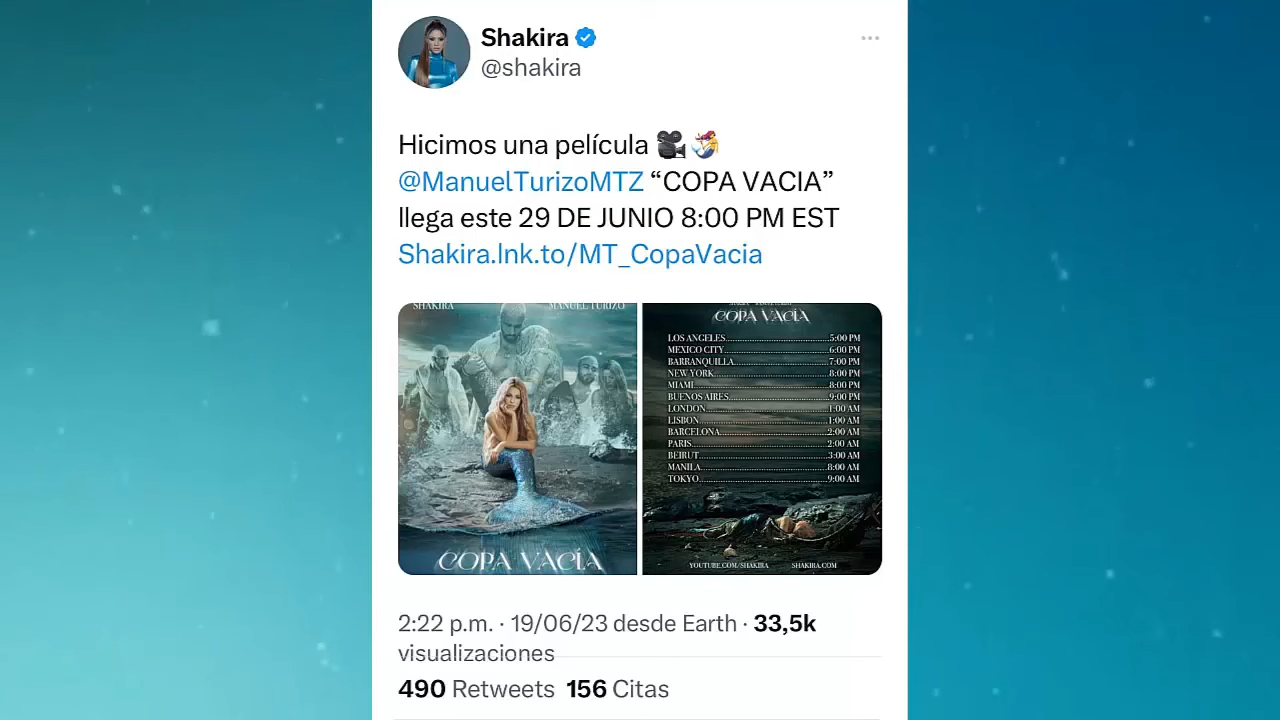 Shakira
@shakira
Hicimos una película 🎥🧜‍♀️
@ManuelTurizoMTZ “COPA VACIA”
llega este 29 DE JUNIO 8:00 PM EST
Shakira.lnk.to/MT_CopaVacia
SHAKIRA MANUEL TURIZO
COPA VACÍA
COPA VACÍA
LOS ANGELES 5:00 PM
MEXICO CITY 6:00 PM
BARRANQUILLA 7:00 PM
NEW YORK 8:00 PM
MIAMI 8:00 PM
BUENOS AIRES 9:00 PM
LONDON 1:00 AM
LISBON 1:00 AM
BARCELONA 2:00 AM
PARIS 2:00 AM
BEIRUT 3:00 AM
MANILA 8:00 AM
TOKYO 9:00 AM
YOUTUBE.COM/SHAKIRA SHAKIRA.COM
2:22 p.m. · 19/06/23 desde Earth · 33,5k
visualizaciones
490 Retweets 156 Citas